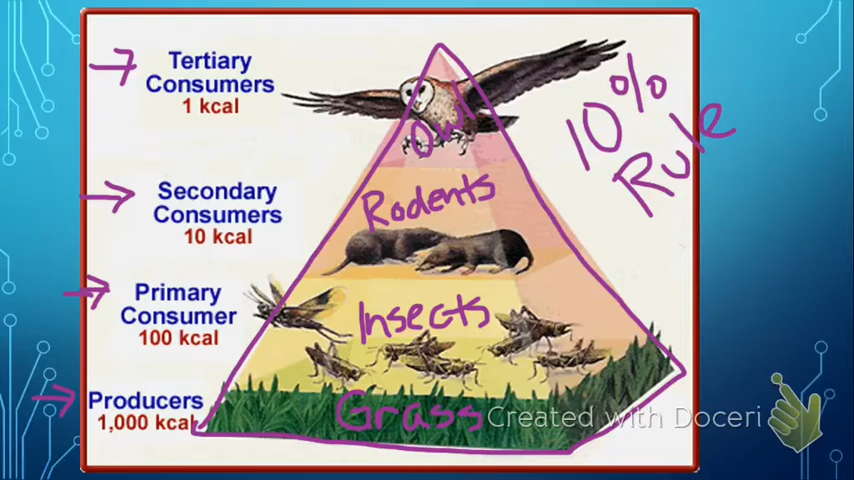 Tertiary
Consumers
1 kcal
Owl
10%
Rule
Secondary
Consumers
10 kcal
Rodents
Primary
Consumer
100 kcal
Insects
Producers
1,000 kcal
Grass
Created with Doceri